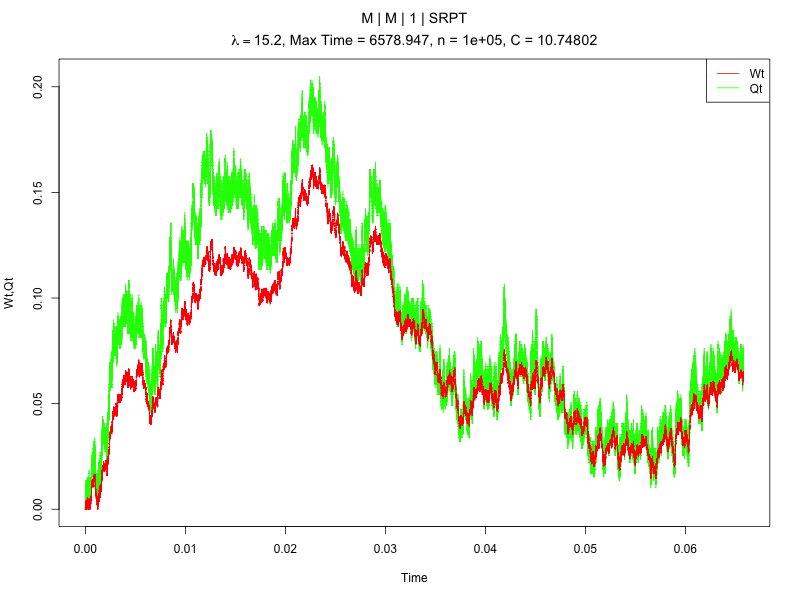 M | M | 1 | SRPT
λ = 15.2, Max Time = 6578.947, n = 1e+05, C = 10.74802
Wt
Qt
Wt,Qt
0.20
0.15
0.10
0.05
0.00
0.00 0.01 0.02 0.03 0.04 0.05 0.06
Time